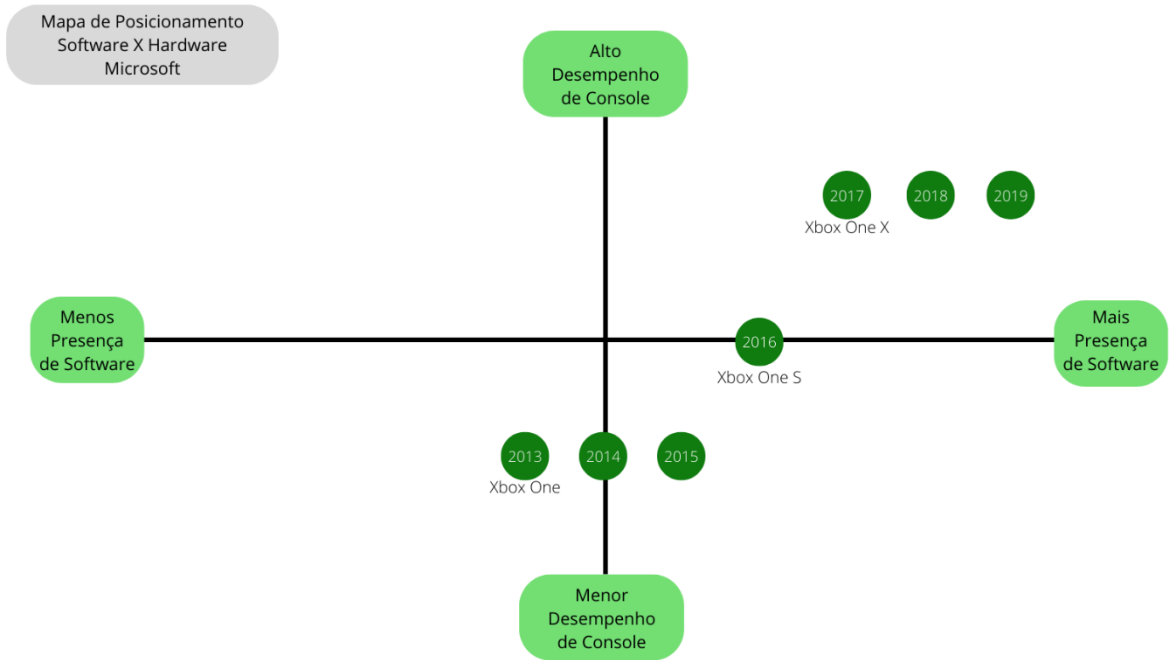 Mapa de Posicionamento
Software X Hardware
Microsoft
Alto
Desempenho
de Console
2017
2018
2019
Xbox One X
Menos
Presença
de Software
2016
Xbox One S
Mais
Presença
de Software
2013
2014
2015
Xbox One
Menor
Desempenho
de Console